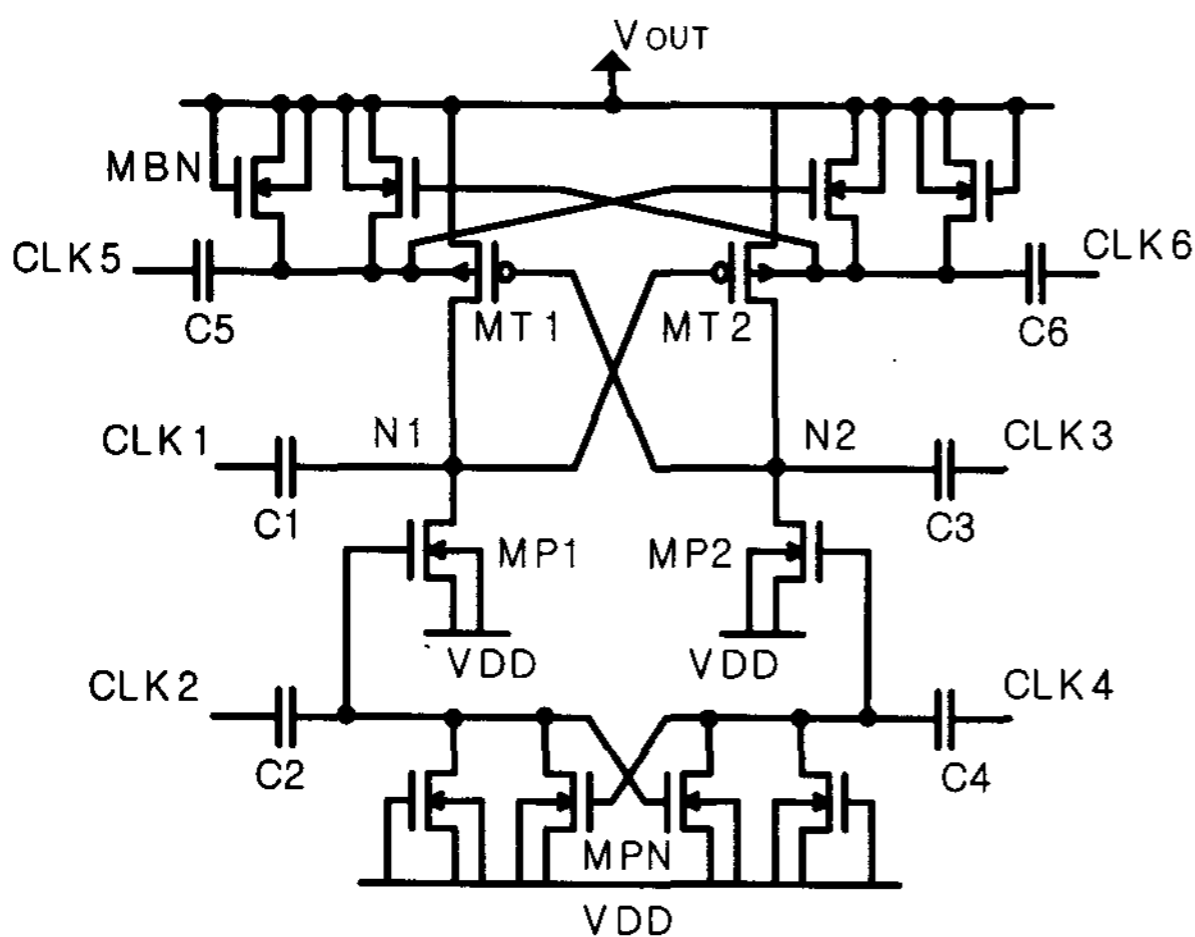 VOUT
MBN
CLK5
CLK6
C5
MT1
MT2
C6
CLK1
N1
N2
CLK3
C1
C3
MP1
MP2
VDD
VDD
CLK2
CLK4
C2
C4
MPN
VDD